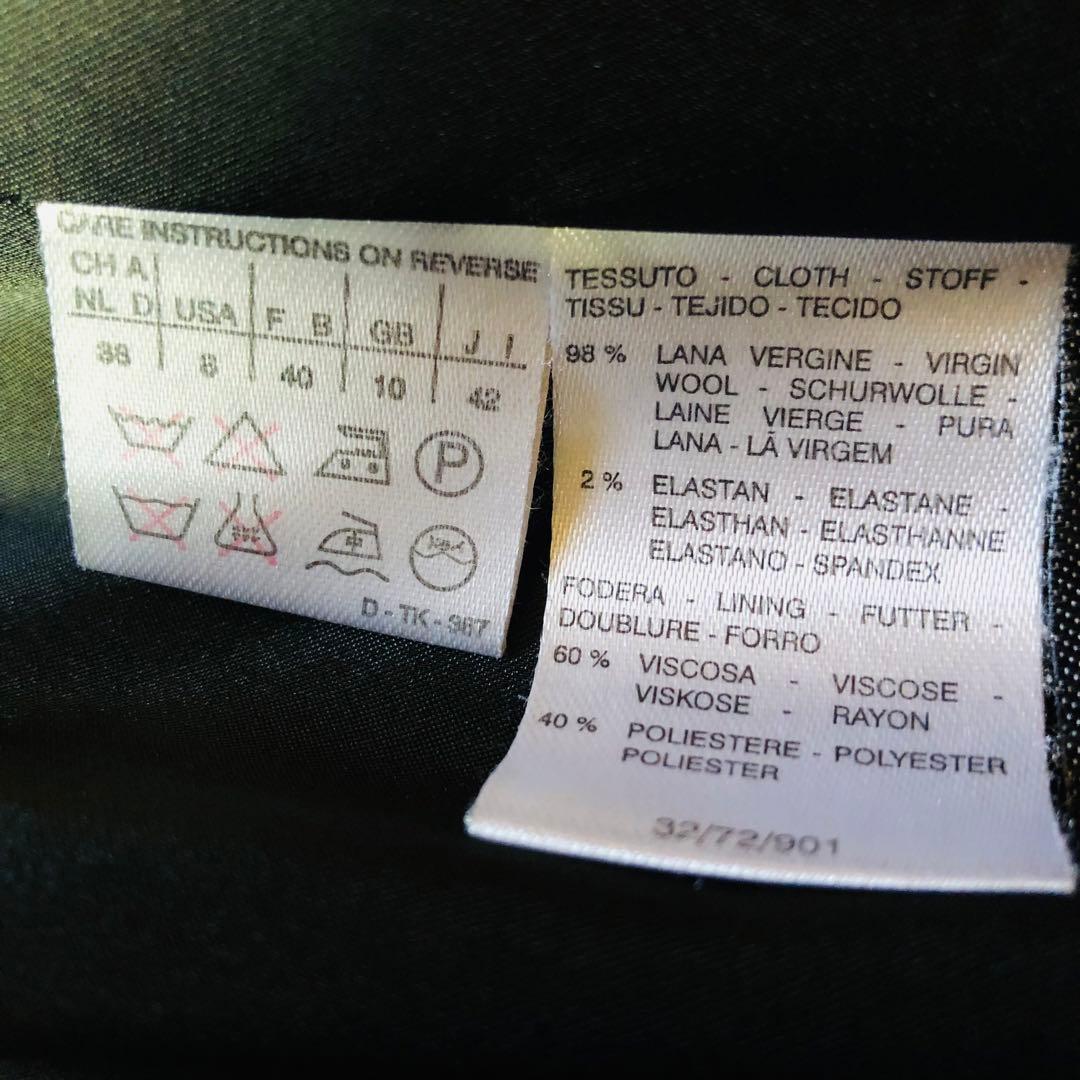 CARE INSTRUCTIONS ON REVERSE
CH A
NL D USA F B GB J I
38 8 40 10 42
P
D - TK - 367
TESSUTO - CLOTH - STOFF -
TISSU - TEJIDO - TECIDO
98 % LANA VERGINE - VIRGIN
WOOL - SCHURWOLLE -
LAINE VIERGE - PURA
LANA - LÃ VIRGEM
2 % ELASTAN - ELASTANE -
ELASTHAN - ELASTHANNE
ELASTANO - SPANDEX
FODERA - LINING - FUTTER -
DOUBLURE - FORRO
60 % VISCOSA - VISCOSE -
VISKOSE - RAYON
40 % POLIESTERE - POLYESTER
POLIESTER
32/72/901